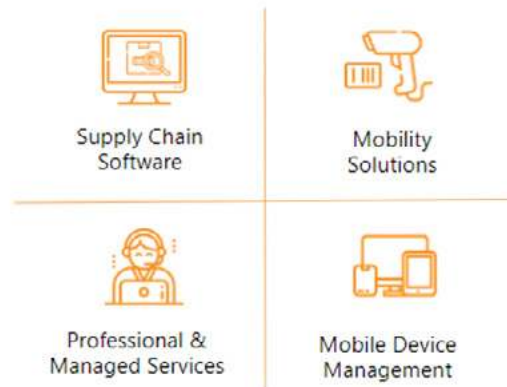 Supply Chain
Software
Mobility
Solutions
Professional &
Managed Services
Mobile Device
Management